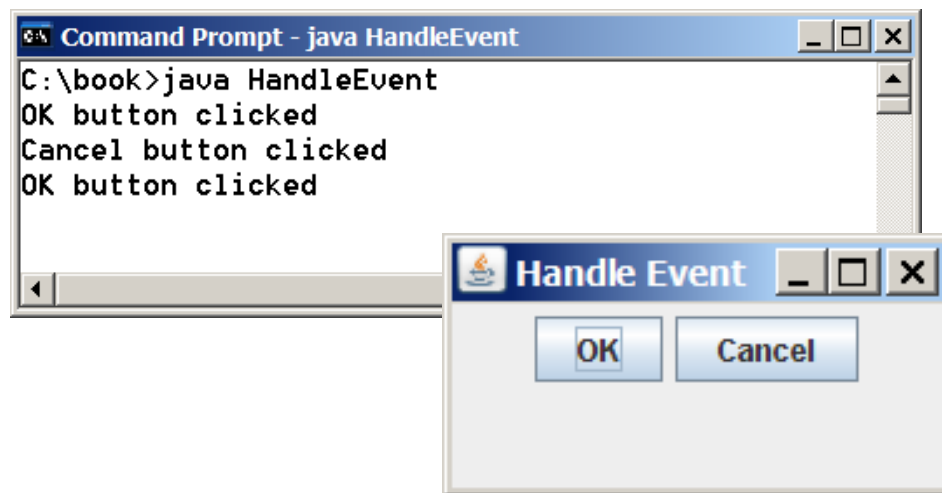 Command Prompt - java HandleEvent
C:\book>java HandleEvent
OK button clicked
Cancel button clicked
OK button clicked
Handle Event
OK Cancel